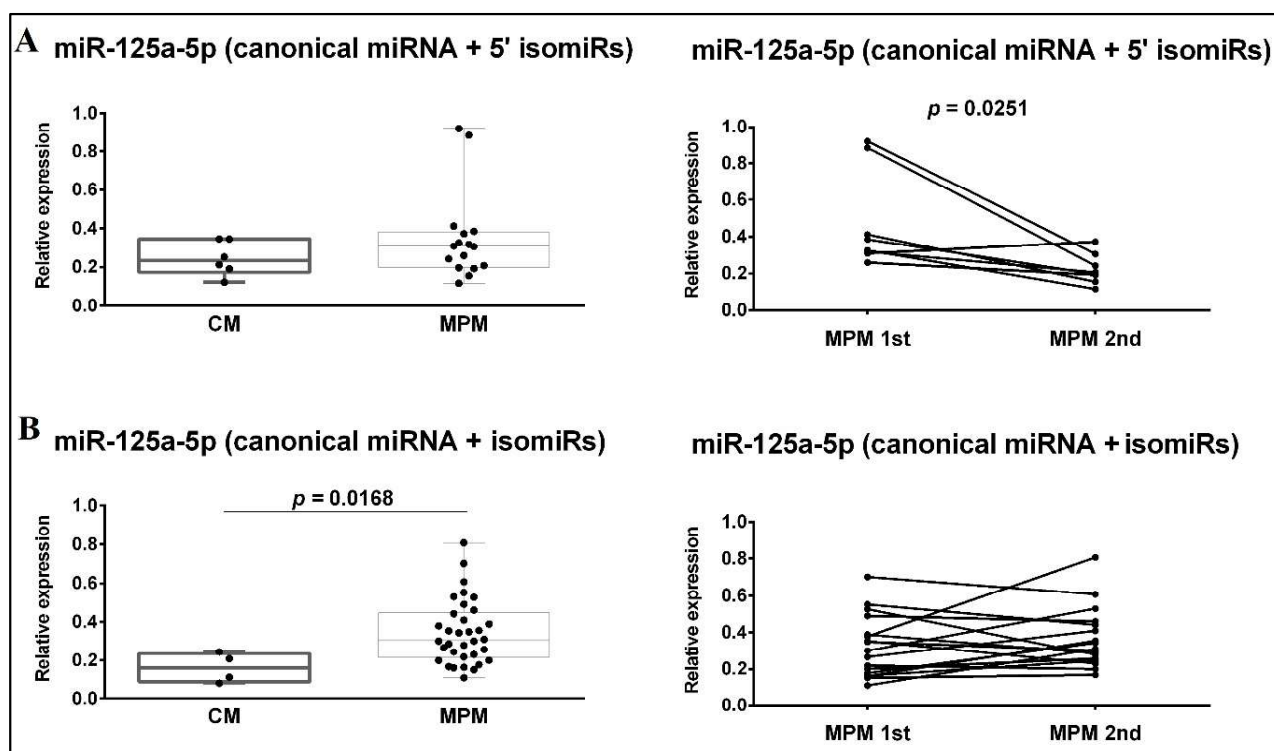 A
miR-125a-5p (canonical miRNA + 5' isomiRs)
Relative expression
1.0
0.8
0.6
0.4
0.2
0.0
CM
MPM
miR-125a-5p (canonical miRNA + 5' isomiRs)
p = 0.0251
Relative expression
1.0
0.8
0.6
0.4
0.2
0.0
MPM 1st
MPM 2nd
B
miR-125a-5p (canonical miRNA + isomiRs)
p = 0.0168
Relative expression
1.0
0.8
0.6
0.4
0.2
0.0
CM
MPM
miR-125a-5p (canonical miRNA + isomiRs)
Relative expression
1.0
0.8
0.6
0.4
0.2
0.0
MPM 1st
MPM 2nd